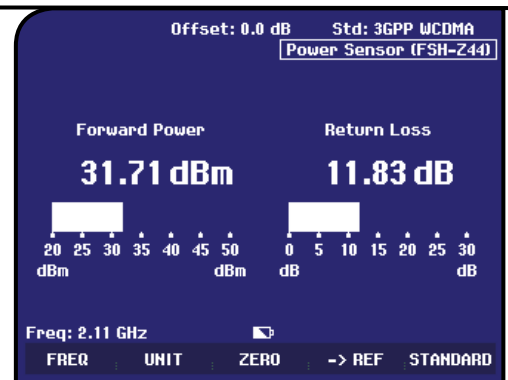 Offset: 0.0 dB Std: 3GPP WCDMA
Power Sensor (FSH-Z44)
Forward Power Return Loss
31.71 dBm 11.83 dB
20 25 30 35 40 45 50 0 5 10 15 20 25 30
dBm dBm dB dB
Freq: 2.11 GHz
FREQ UNIT ZERO -> REF STANDARD